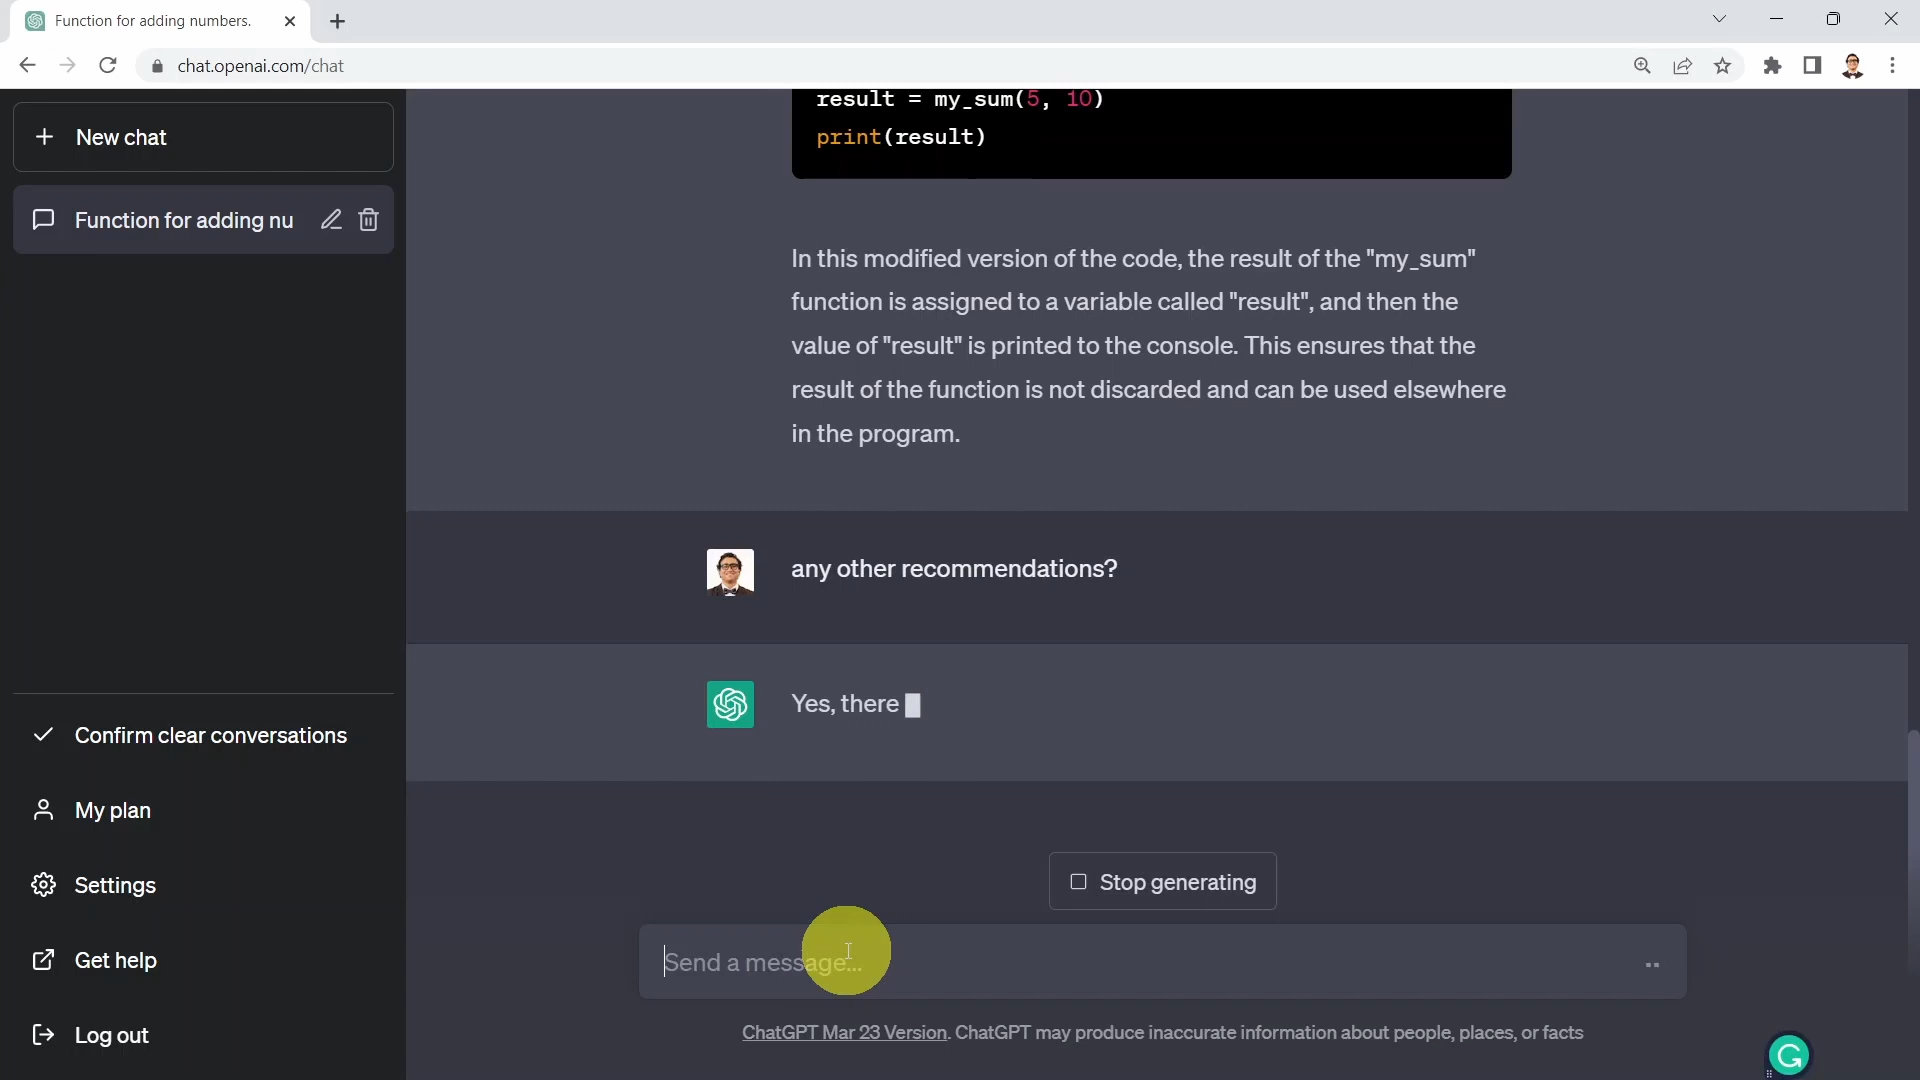 Function for adding numbers.
chat.openai.com/chat
New chat
Function for adding nu
result = my_sum(5, 10)
print(result)
In this modified version of the code, the result of the "my_sum"
function is assigned to a variable called "result", and then the
value of "result" is printed to the console. This ensures that the
result of the function is not discarded and can be used elsewhere
in the program.
any other recommendations?
Yes, there
Confirm clear conversations
My plan
Settings
Get help
Log out
Stop generating
Send a message...
ChatGPT Mar 23 Version. ChatGPT may produce inaccurate information about people, places, or facts